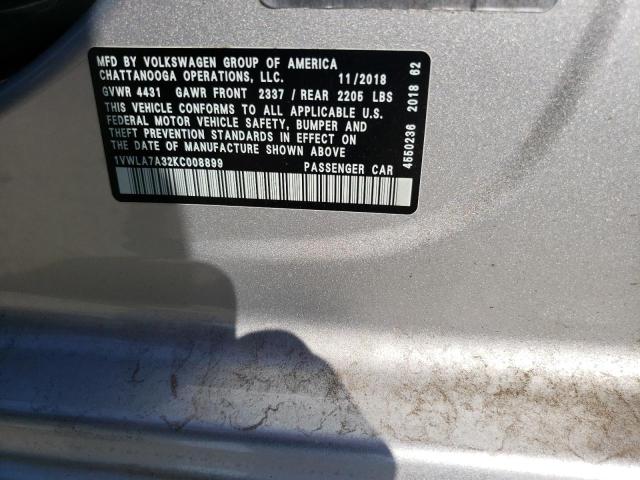 MFD BY VOLKSWAGEN GROUP OF AMERICA
CHATTANOOGA OPERATIONS, LLC. 11/2018
GVWR 4431 GAWR FRONT 2337 / REAR 2205 LBS
THIS VEHICLE CONFORMS TO ALL APPLICABLE U.S.
FEDERAL MOTOR VEHICLE SAFETY, BUMPER AND
THEFT PREVENTION STANDARDS IN EFFECT ON
THE DATE OF MANUFACTURE SHOWN ABOVE
1VWLA7A32KC008899 PASSENGER CAR
4550236 2018 62